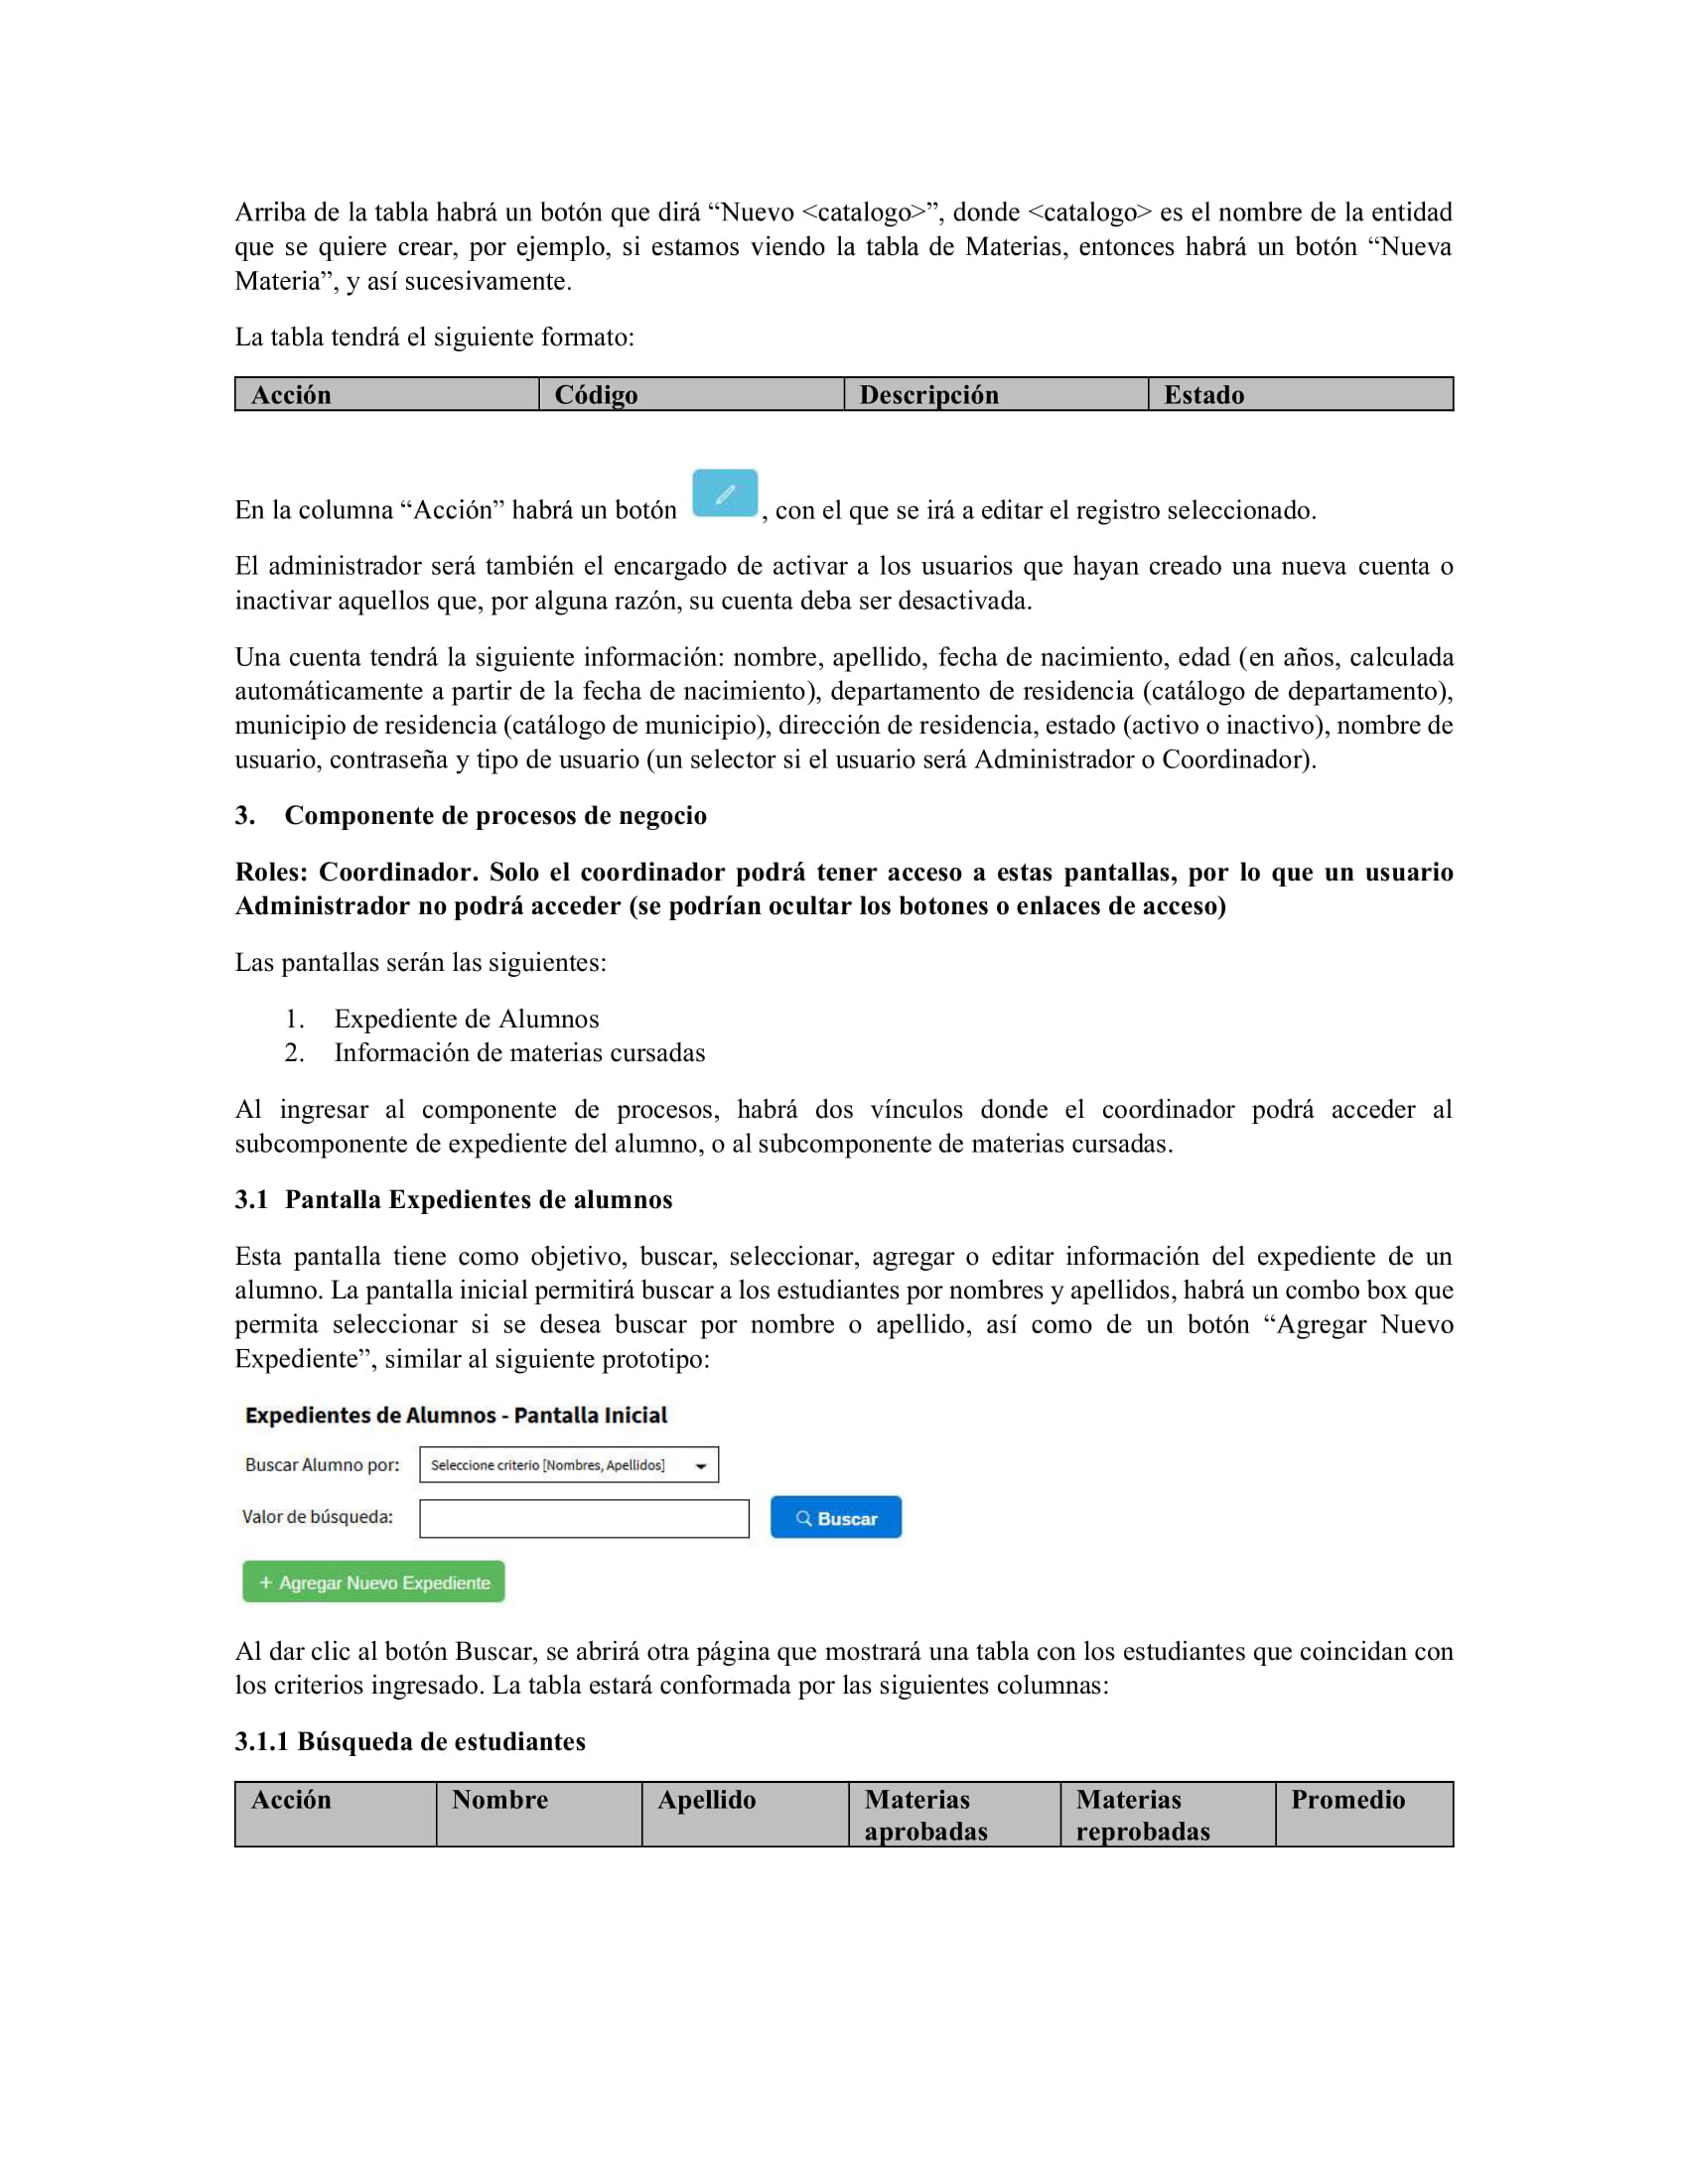 Arriba de la tabla habrá un botón que dirá “Nuevo <catalogo>”, donde <catalogo> es el nombre de la entidad
que se quiere crear, por ejemplo, si estamos viendo la tabla de Materias, entonces habrá un botón “Nueva
Materia”, y así sucesivamente.
La tabla tendrá el siguiente formato:
Acción Código Descripción Estado
En la columna “Acción” habrá un botón , con el que se irá a editar el registro seleccionado.
El administrador será también el encargado de activar a los usuarios que hayan creado una nueva cuenta o
inactivar aquellos que, por alguna razón, su cuenta deba ser desactivada.
Una cuenta tendrá la siguiente información: nombre, apellido, fecha de nacimiento, edad (en años, calculada
automáticamente a partir de la fecha de nacimiento), departamento de residencia (catálogo de departamento),
municipio de residencia (catálogo de municipio), dirección de residencia, estado (activo o inactivo), nombre de
usuario, contraseña y tipo de usuario (un selector si el usuario será Administrador o Coordinador).
3. Componente de procesos de negocio
Roles: Coordinador. Solo el coordinador podrá tener acceso a estas pantallas, por lo que un usuario
Administrador no podrá acceder (se podrían ocultar los botones o enlaces de acceso)
Las pantallas serán las siguientes:
1. Expediente de Alumnos
2. Información de materias cursadas
Al ingresar al componente de procesos, habrá dos vínculos donde el coordinador podrá acceder al
subcomponente de expediente del alumno, o al subcomponente de materias cursadas.
3.1 Pantalla Expedientes de alumnos
Esta pantalla tiene como objetivo, buscar, seleccionar, agregar o editar información del expediente de un
alumno. La pantalla inicial permitirá buscar a los estudiantes por nombres y apellidos, habrá un combo box que
permita seleccionar si se desea buscar por nombre o apellido, así como de un botón “Agregar Nuevo
Expediente”, similar al siguiente prototipo:
Expedientes de Alumnos - Pantalla Inicial
Buscar Alumno por: Seleccione criterio [Nombres, Apellidos]
Valor de búsqueda: Buscar
+ Agregar Nuevo Expediente
Al dar clic al botón Buscar, se abrirá otra página que mostrará una tabla con los estudiantes que coincidan con
los criterios ingresado. La tabla estará conformada por las siguientes columnas:
3.1.1 Búsqueda de estudiantes
Acción Nombre Apellido Materias Materias Promedio
aprobadas reprobadas